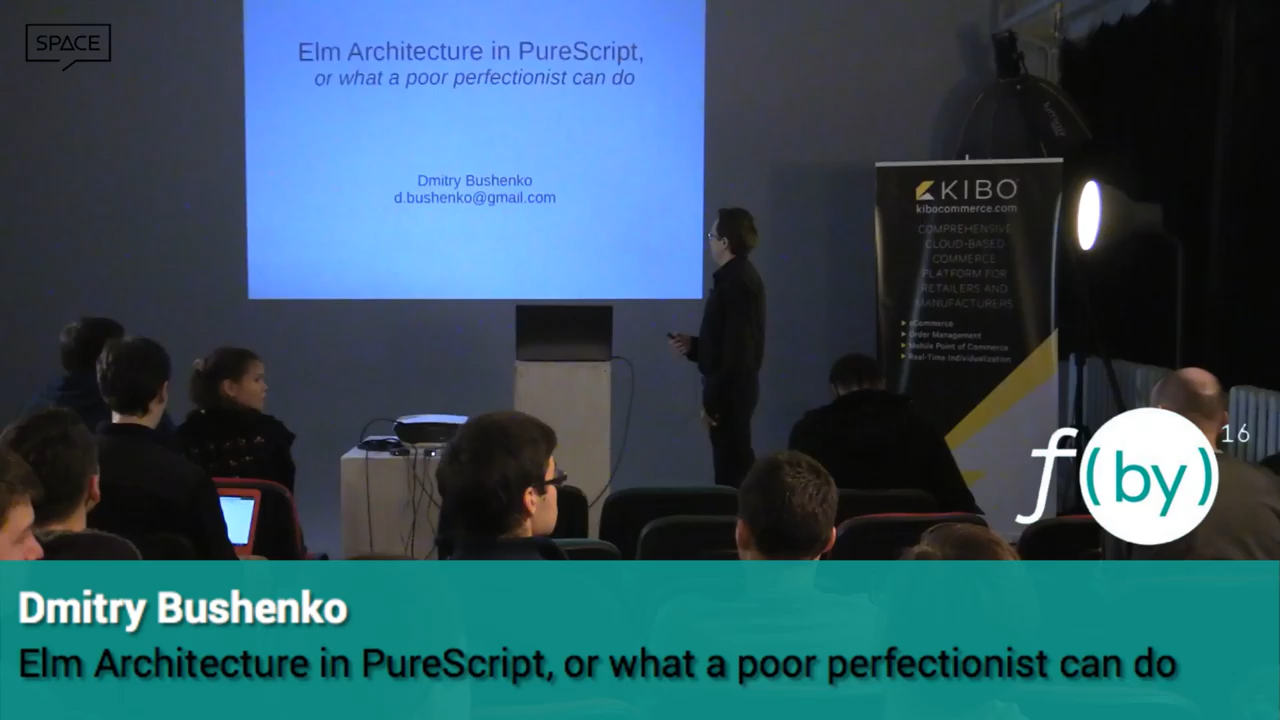 SPACE
Elm Architecture in PureScript,
or what a poor perfectionist can do
Dmitry Bushenko
d.bushenko@gmail.com
KIBO
kibocommerce.com
COMPREHENSIVE
CLOUD-BASED
COMMERCE
PLATFORM FOR
RETAILERS AND
MANUFACTURERS
eCommerce
Order Management
Mobile Point of Commerce
Real-Time Individualization
f(by) 16
Dmitry Bushenko
Elm Architecture in PureScript, or what a poor perfectionist can do